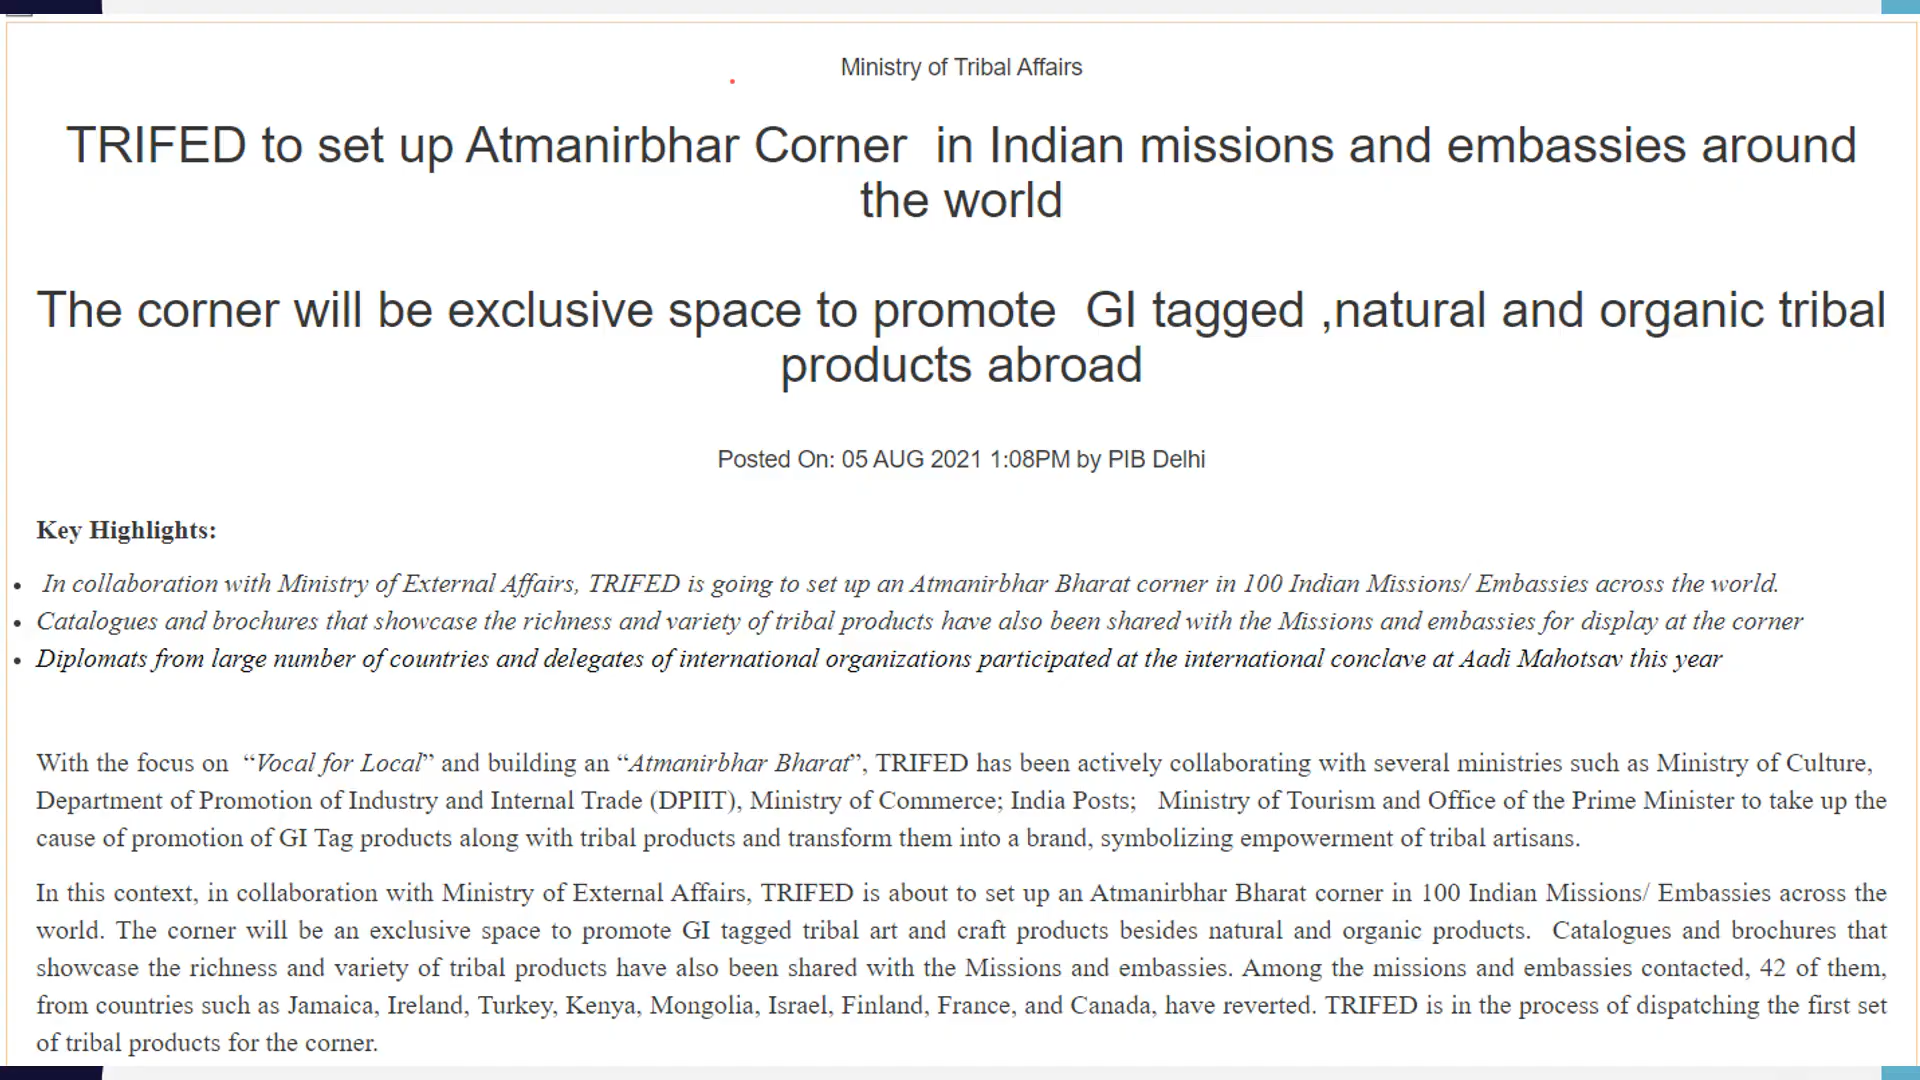 Ministry of Tribal Affairs
TRIFED to set up Atmanirbhar Corner in Indian missions and embassies around
the world
The corner will be exclusive space to promote GI tagged ,natural and organic tribal
products abroad
Posted On: 05 AUG 2021 1:08PM by PIB Delhi
Key Highlights:
• In collaboration with Ministry of External Affairs, TRIFED is going to set up an Atmanirbhar Bharat corner in 100 Indian Missions/ Embassies across the world.
• Catalogues and brochures that showcase the richness and variety of tribal products have also been shared with the Missions and embassies for display at the corner
• Diplomats from large number of countries and delegates of international organizations participated at the international conclave at Aadi Mahotsav this year
With the focus on “Vocal for Local” and building an “Atmanirbhar Bharat”, TRIFED has been actively collaborating with several ministries such as Ministry of Culture,
Department of Promotion of Industry and Internal Trade (DPIIT), Ministry of Commerce; India Posts; Ministry of Tourism and Office of the Prime Minister to take up the
cause of promotion of GI Tag products along with tribal products and transform them into a brand, symbolizing empowerment of tribal artisans.
In this context, in collaboration with Ministry of External Affairs, TRIFED is about to set up an Atmanirbhar Bharat corner in 100 Indian Missions/ Embassies across the
world. The corner will be an exclusive space to promote GI tagged tribal art and craft products besides natural and organic products. Catalogues and brochures that
showcase the richness and variety of tribal products have also been shared with the Missions and embassies. Among the missions and embassies contacted, 42 of them,
from countries such as Jamaica, Ireland, Turkey, Kenya, Mongolia, Israel, Finland, France, and Canada, have reverted. TRIFED is in the process of dispatching the first set
of tribal products for the corner.